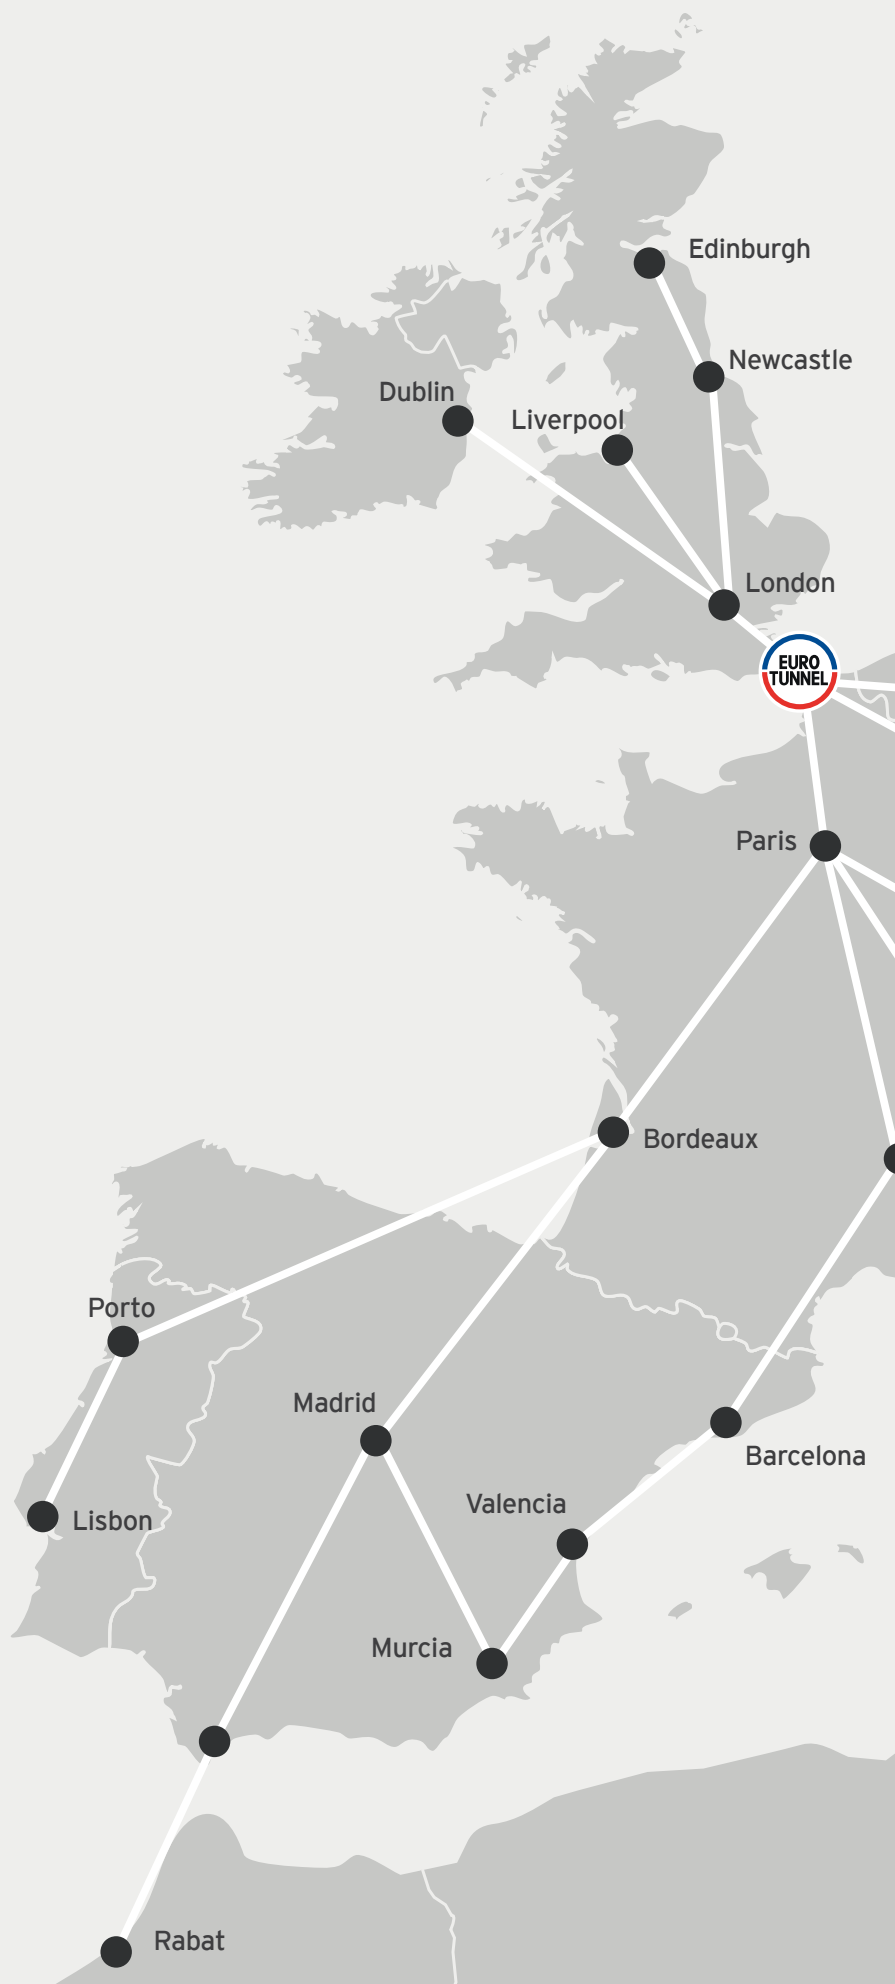 Edinburgh
Newcastle
Dublin
Liverpool
London
EURO
TUNNEL
Paris
Bordeaux
Porto
Madrid
Barcelona
Valencia
Lisbon
Murcia
Rabat